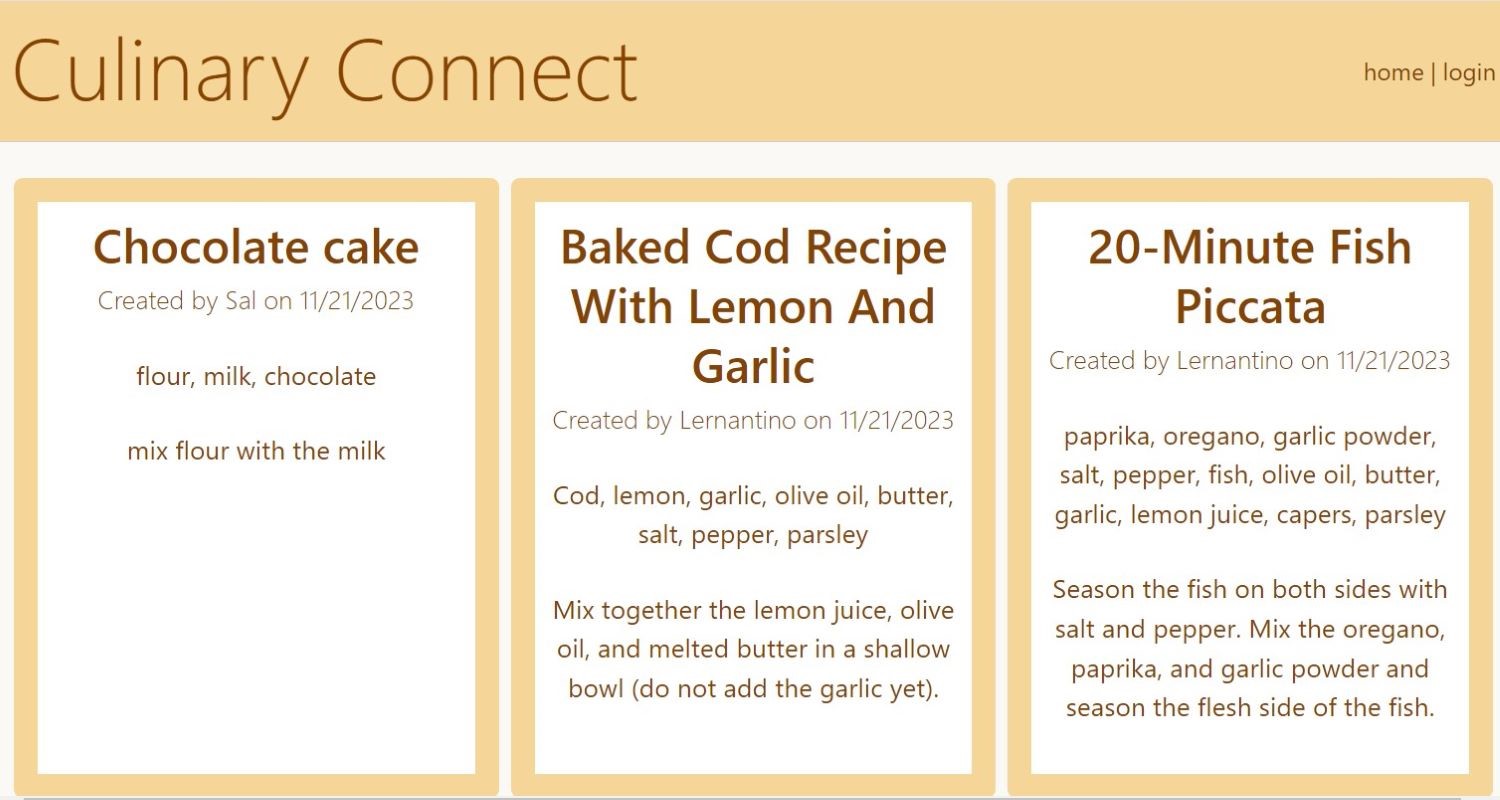 Culinary Connect
home | login
Chocolate cake
Created by Sal on 11/21/2023
flour, milk, chocolate
mix flour with the milk
Baked Cod Recipe
With Lemon And
Garlic
Created by Lernantino on 11/21/2023
Cod, lemon, garlic, olive oil, butter,
salt, pepper, parsley
Mix together the lemon juice, olive
oil, and melted butter in a shallow
bowl (do not add the garlic yet).
20-Minute Fish
Piccata
Created by Lernantino on 11/21/2023
paprika, oregano, garlic powder,
salt, pepper, fish, olive oil, butter,
garlic, lemon juice, capers, parsley
Season the fish on both sides with
salt and pepper. Mix the oregano,
paprika, and garlic powder and
season the flesh side of the fish.